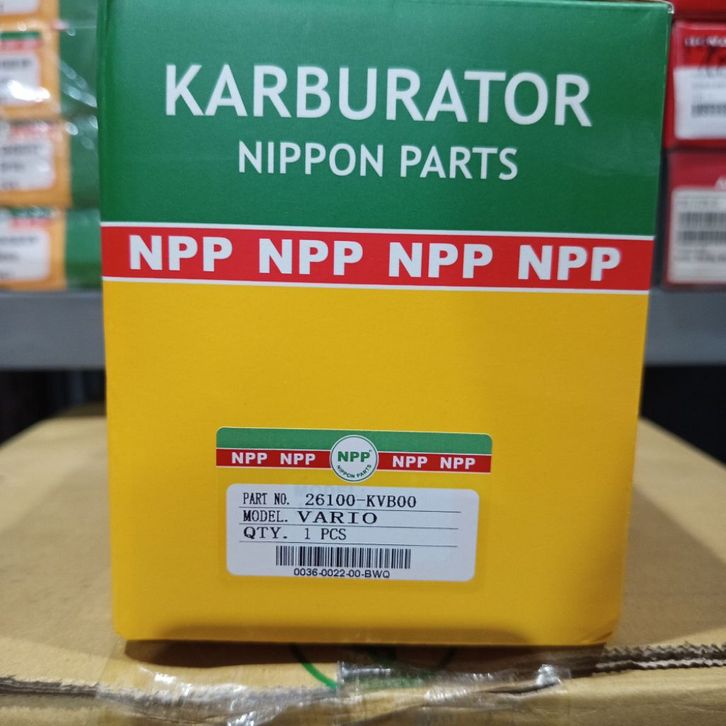 KARBURATOR
NIPPON PARTS
NPP NPP NPP NPP
NPP NPP NPP NPP NPP
NIPPON PARTS
PART NO. 26100-KVB00
MODEL. VARIO
QTY. 1 PCS
0036-0022-00-BWQ